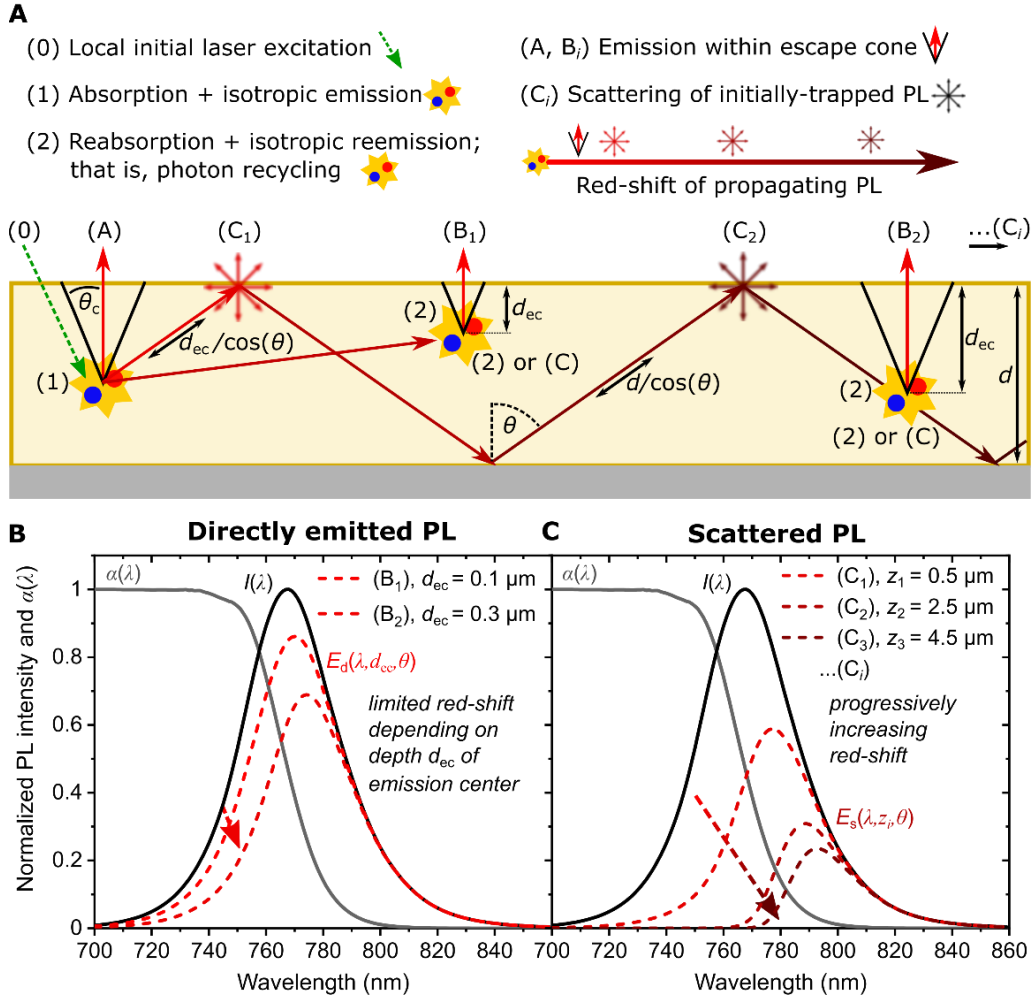 A
(0) Local initial laser excitation
(1) Absorption + isotropic emission
(2) Reabsorption + isotropic reemission;
that is, photon recycling
(A, Bᵢ) Emission within escape cone
(Cᵢ) Scattering of initially-trapped PL
Red-shift of propagating PL
(0)
(A)
(C₁)
(B₁)
(C₂)
(B₂)
...(Cᵢ)
θc
(1)
dec/cos(θ)
(2)
dec
(2) or (C)
θ
d/cos(θ)
(2)
(2) or (C)
dec
d
B
Directly emitted PL
Normalized PL intensity and α(λ)
1
0.8
0.6
0.4
0.2
0
α(λ)
I(λ)
(B₁), dec = 0.1 µm
(B₂), dec = 0.3 µm
Ed(λ,dec,θ)
limited red-shift
depending on
depth dec of
emission center
700 720 740 760 780 800 820 840
Wavelength (nm)
C
Scattered PL
α(λ)
I(λ)
(C₁), z₁ = 0.5 µm
(C₂), z₂ = 2.5 µm
(C₃), z₃ = 4.5 µm
...(Cᵢ)
progressively
increasing
red-shift
Es(λ,zᵢ,θ)
700 720 740 760 780 800 820 840 860
Wavelength (nm)